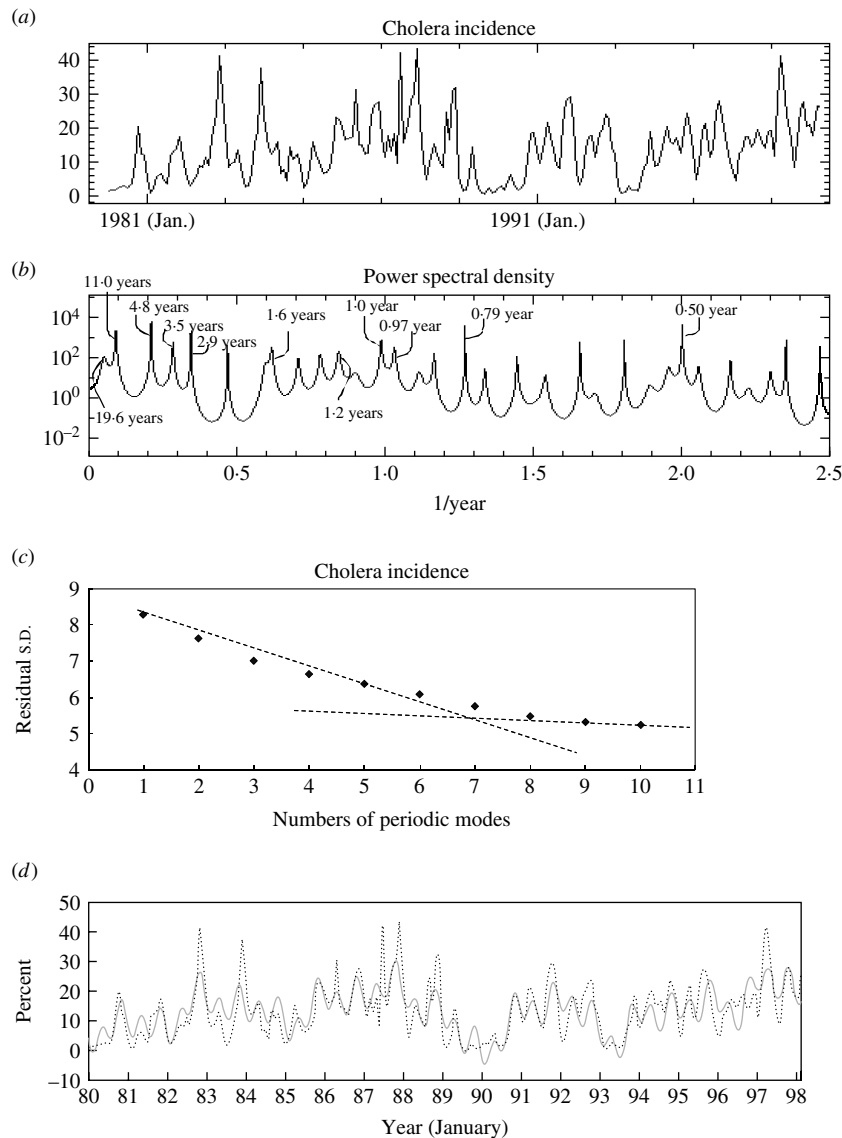 (a)
Cholera incidence
40
30
20
10
0
1981 (Jan.)
1991 (Jan.)
(b)
Power spectral density
11·0 years
4·8 years
3·5 years
2·9 years
1·6 years
1·0 year
0·97 year
0·79 year
0·50 year
19·6 years
1·2 years
10^4
10^2
10^0
10^−2
0 0·5 1·0 1·5 2·0 2·5
1/year
(c)
Cholera incidence
Residual S.D.
9
8
7
6
5
4
0 1 2 3 4 5 6 7 8 9 10 11
Numbers of periodic modes
(d)
Percent
50
40
30
20
10
0
−10
80 81 82 83 84 85 86 87 88 89 90 91 92 93 94 95 96 97 98
Year (January)